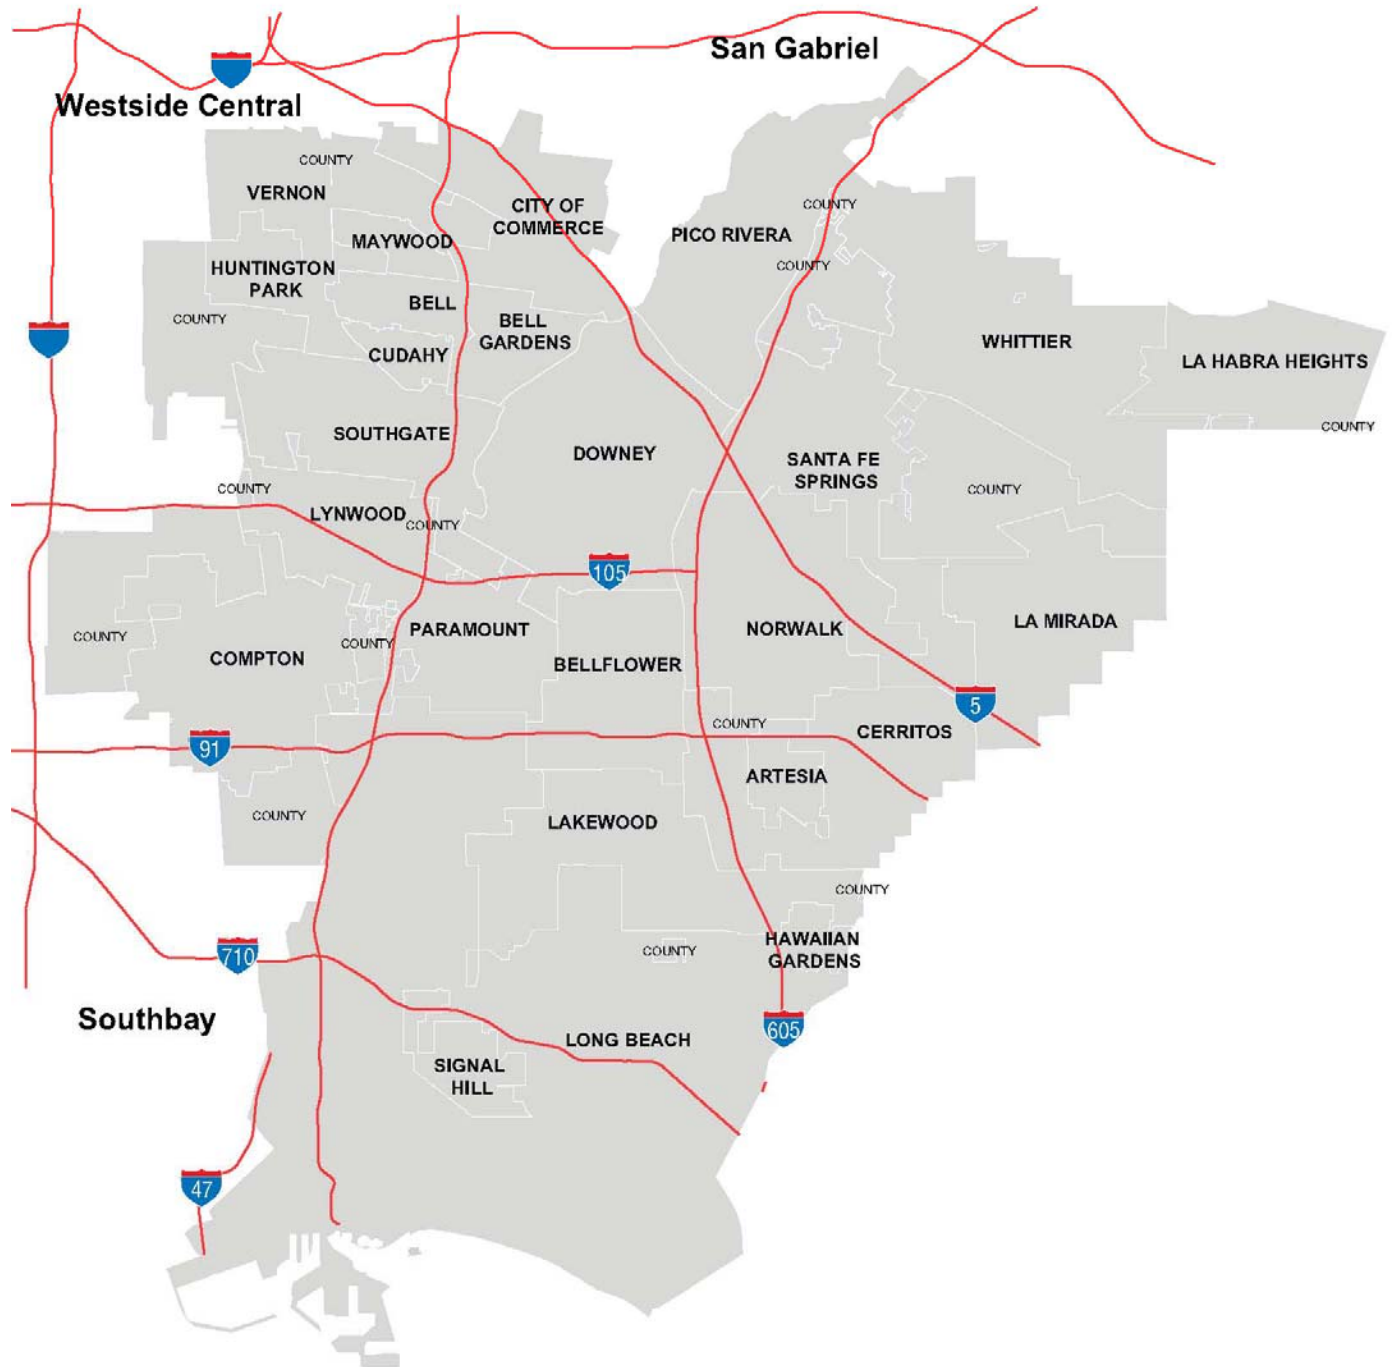 San Gabriel
Westside Central
COUNTY
VERNON
CITY OF
COMMERCE
COUNTY
MAYWOOD
PICO RIVERA
COUNTY
HUNTINGTON
PARK
BELL
COUNTY
BELL
GARDENS
CUDAHY
WHITTIER
LA HABRA HEIGHTS
COUNTY
SOUTHGATE
DOWNEY
SANTA FE
SPRINGS
COUNTY
COUNTY
LYNWOOD
COUNTY
105
COUNTY
COMPTON
COUNTY
PARAMOUNT
BELLFLOWER
NORWALK
LA MIRADA
5
91
COUNTY
CERRITOS
ARTESIA
COUNTY
LAKEWOOD
COUNTY
710
COUNTY
HAWAIIAN
GARDENS
Southbay
605
LONG BEACH
SIGNAL
HILL
47